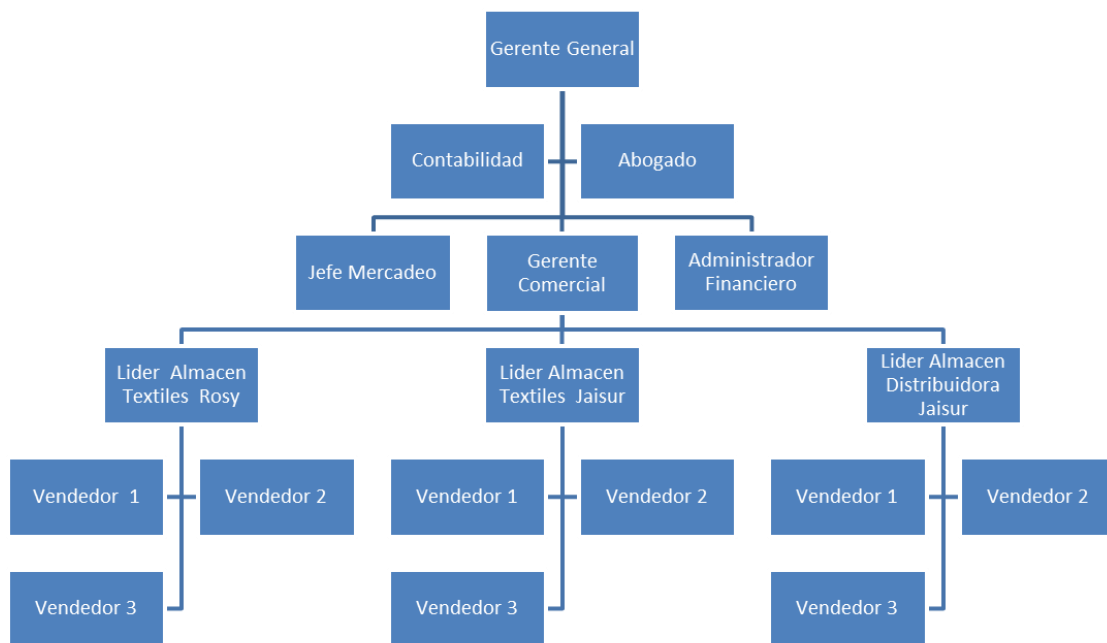 Gerente General
Contabilidad
Abogado
Jefe Mercadeo
Gerente
Comercial
Administrador
Financiero
Lider Almacen
Textiles Rosy
Lider Almacen
Textiles Jaisur
Lider Almacen
Distribuidora
Jaisur
Vendedor 1
Vendedor 2
Vendedor 1
Vendedor 2
Vendedor 1
Vendedor 2
Vendedor 3
Vendedor 3
Vendedor 3